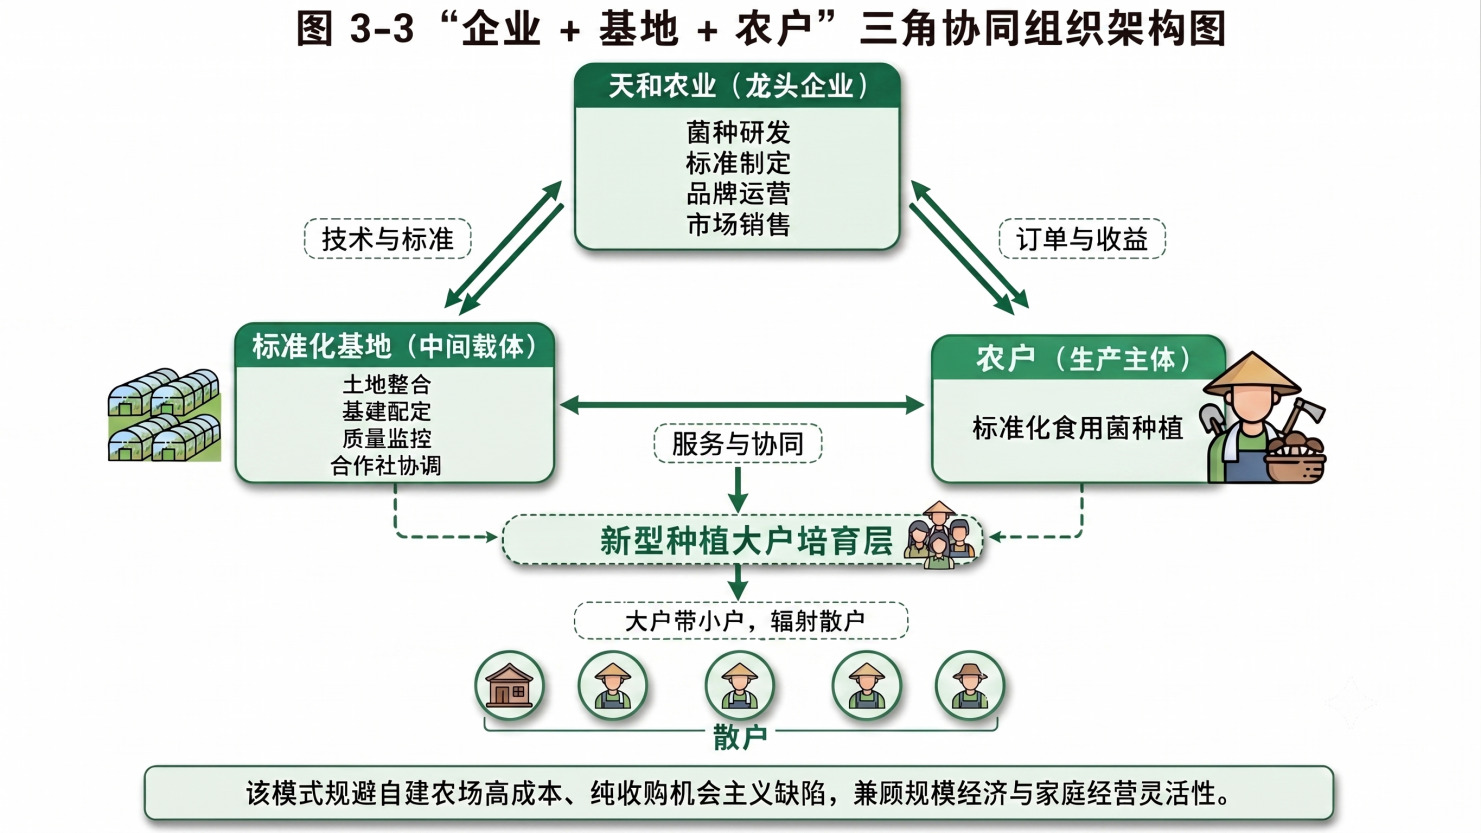 图 3-3 “企业 + 基地 + 农户” 三角协同组织架构图
天和农业（龙头企业）
菌种研发
标准制定
品牌运营
市场销售
技术与标准
订单与收益
标准化基地（中间载体）
土地整合
基建配定
质量监控
合作社协调
农户（生产主体）
标准化食用菌种植
服务与协同
新型种植大户培育层
大户带小户，辐射散户
散户
该模式规避自建农场高成本、纯收购机会主义缺陷，兼顾规模经济与家庭经营灵活性。